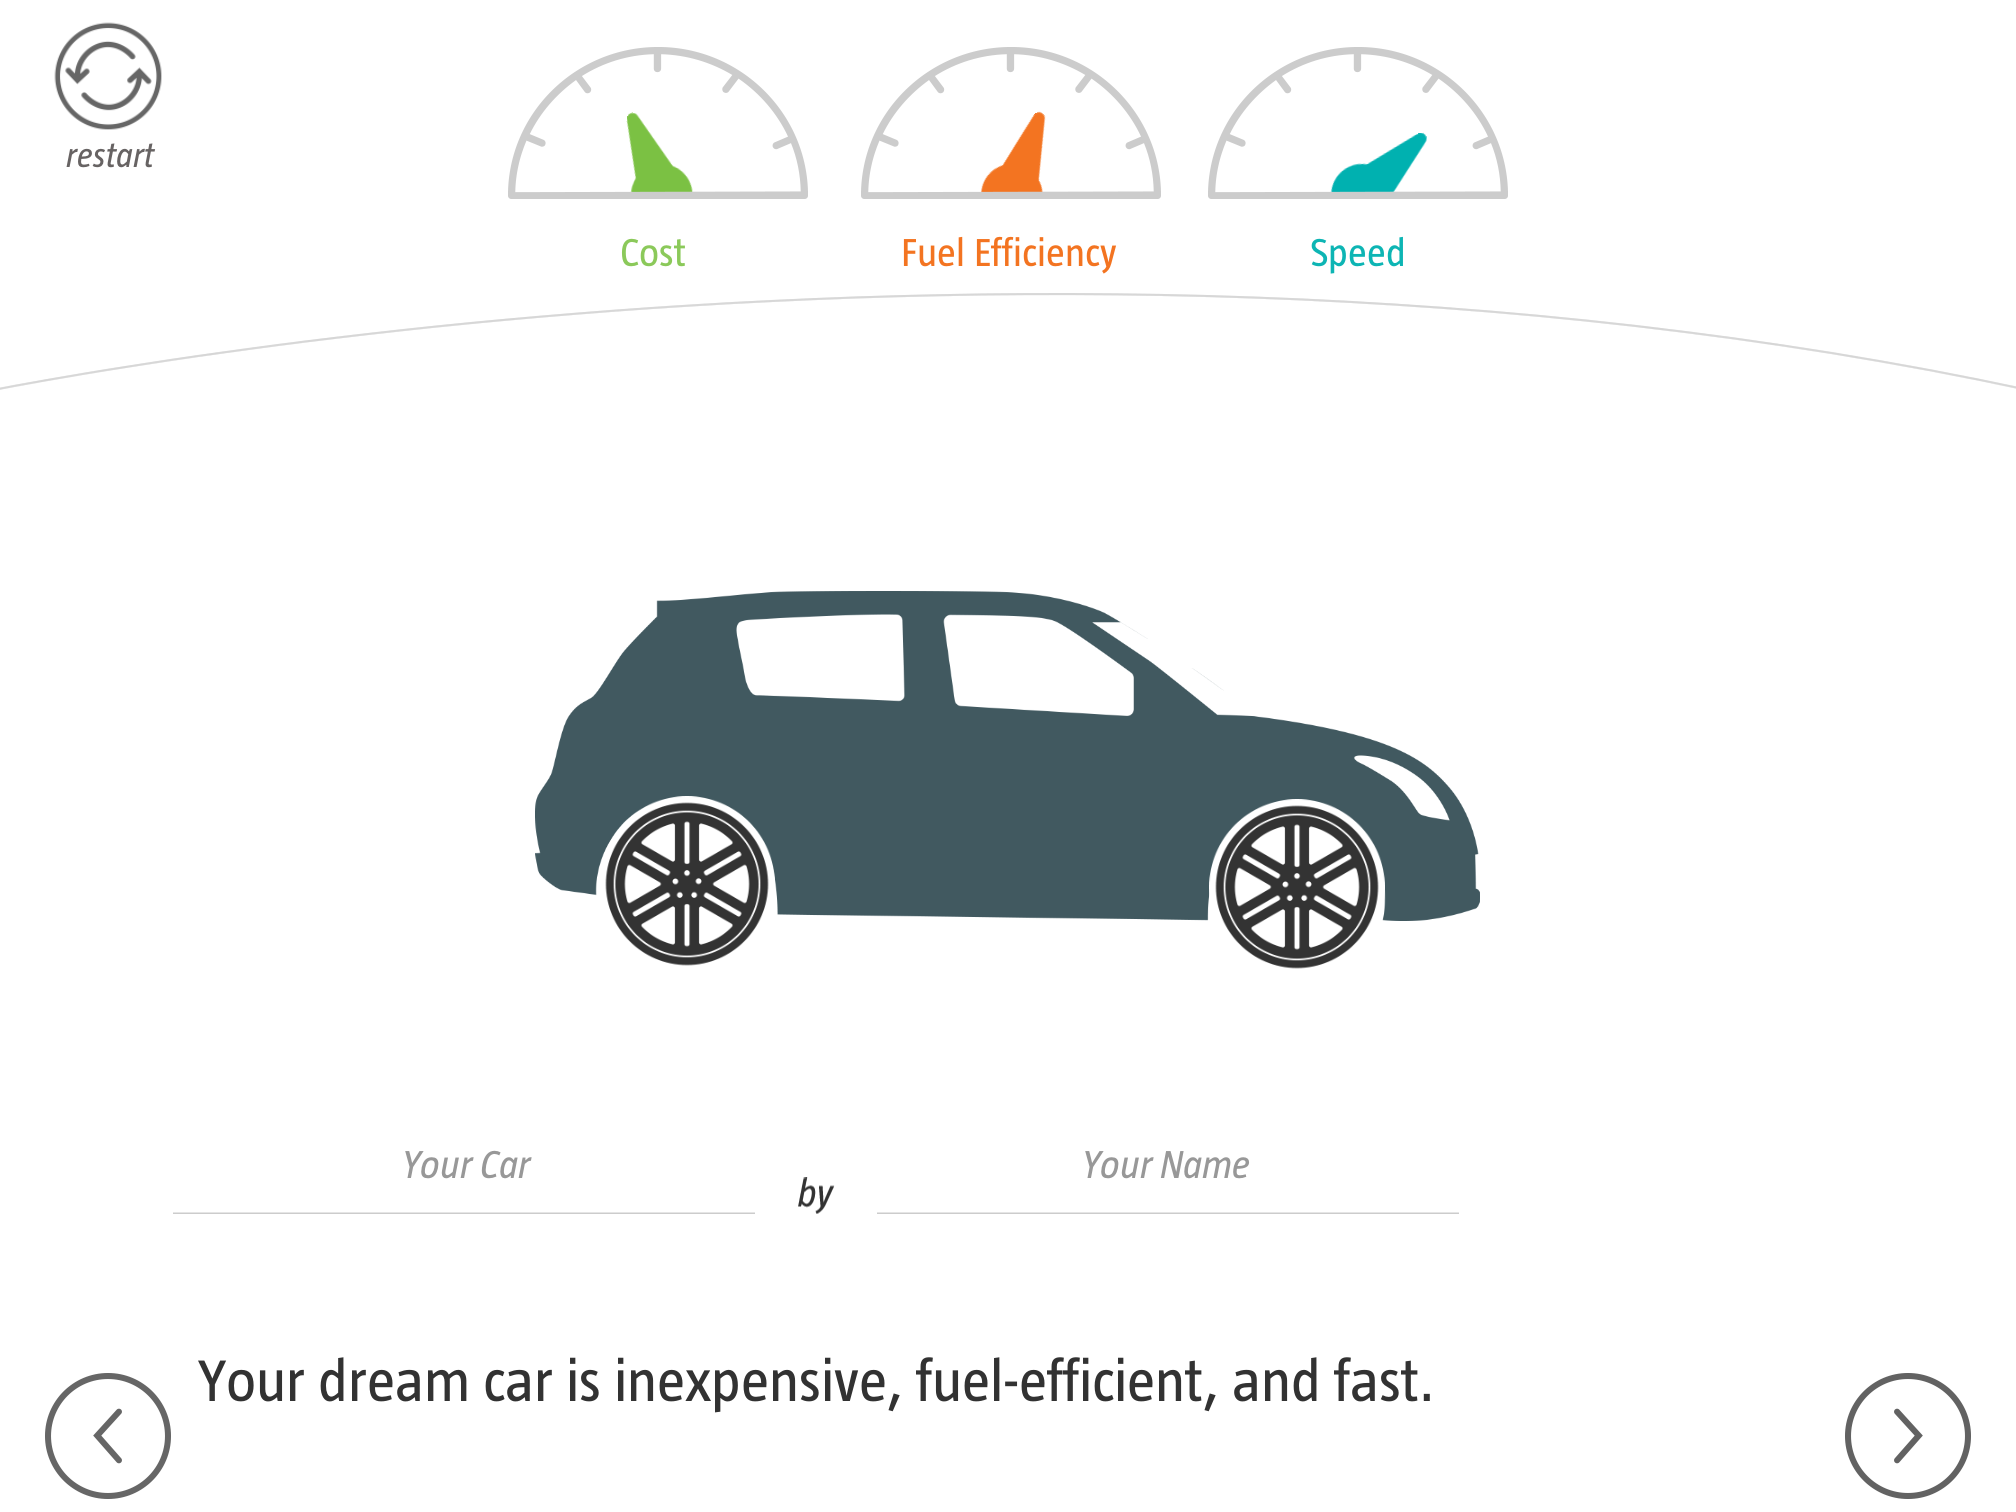 restart
Cost
Fuel Efficiency
Speed
Your Car
by
Your Name
Your dream car is inexpensive, fuel-efficient, and fast.